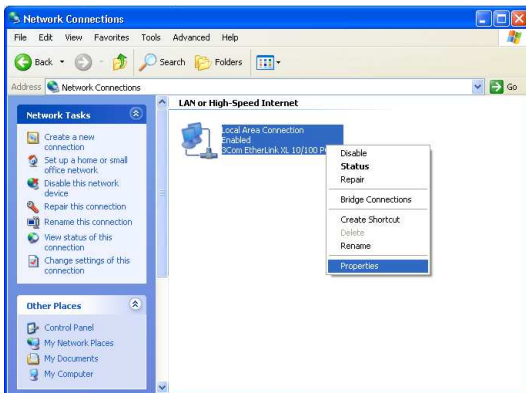 Network Connections
File Edit View Favorites Tools Advanced Help
Back Search Folders
Address Network Connections Go
Network Tasks
Create a new
connection
Set up a home or small
office network
Disable this network
device
Repair this connection
Rename this connection
View status of this
connection
Change settings of this
connection
Other Places
Control Panel
My Network Places
My Documents
My Computer
LAN or High-Speed Internet
Local Area Connection
Enabled
3Com EtherLink XL 10/100 P
Disable
Status
Repair
Bridge Connections
Create Shortcut
Delete
Rename
Properties